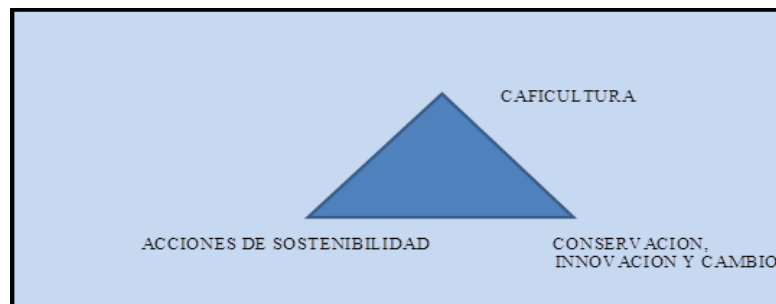 CAFICULTURA
ACCIONES DE SOSTENIBILIDAD
CONSERVACION,
INNOVACION Y CAMBIO